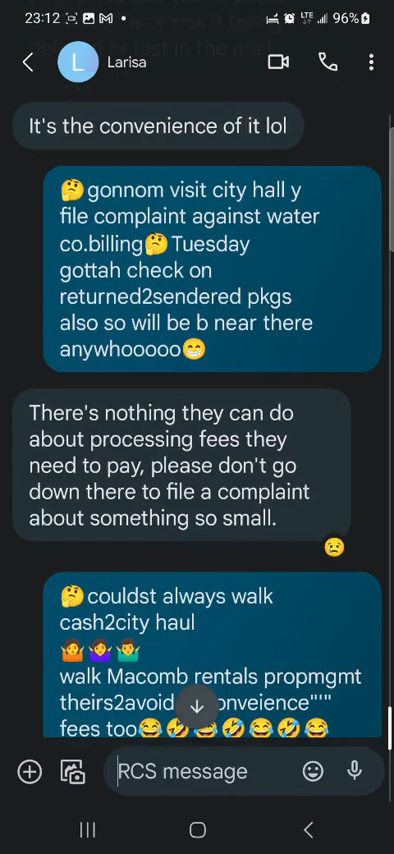 23:12
LTE 96%
L Larisa
It's the convenience of it lol
🤔gonnom visit city hall y
file complaint against water
co.billing🤔Tuesday
gottah check on
returned2sendered pkgs
also so will be b near there
anywhooooo😁
There's nothing they can do
about processing fees they
need to pay, please don't go
down there to file a complaint
about something so small.
😢
🤔couldst always walk
cash2city haul
🤷🤷‍♀️🤷‍♂️
walk Macomb rentals propmgmt
theirs2avoid onveience"'"
fees too😂🤣😂🤣😂🤣😂
RCS message